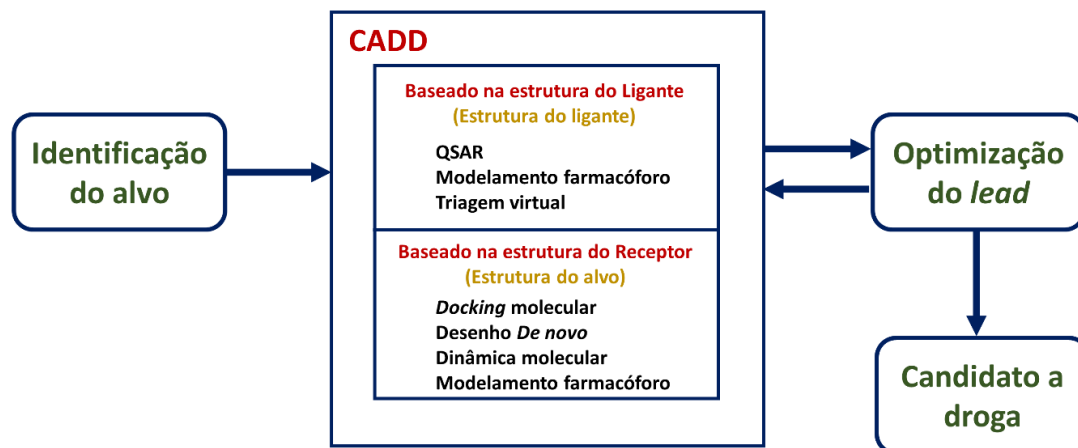 Identificação
do alvo
CADD
Baseado na estrutura do Ligante
(Estrutura do ligante)
QSAR
Modelamento farmacóforo
Triagem virtual
Baseado na estrutura do Receptor
(Estrutura do alvo)
Docking molecular
Desenho De novo
Dinâmica molecular
Modelamento farmacóforo
Optimização
do lead
Candidato a
droga